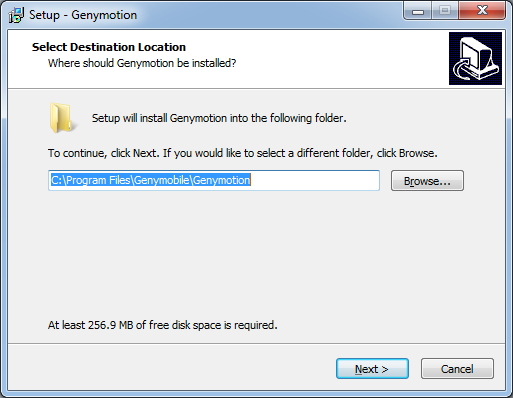 Setup - Genymotion
Select Destination Location
Where should Genymotion be installed?
Setup will install Genymotion into the following folder.
To continue, click Next. If you would like to select a different folder, click Browse.
C:\Program Files\Genymobile\Genymotion
Browse...
At least 256.9 MB of free disk space is required.
Next >
Cancel